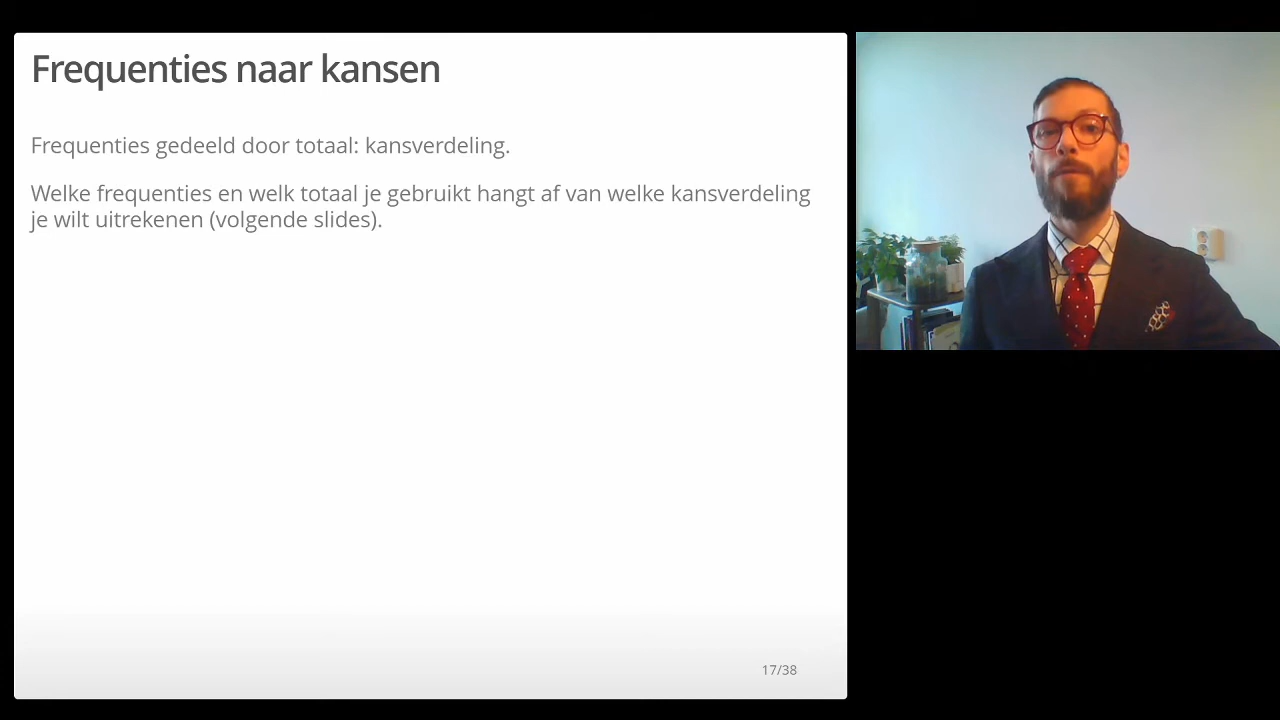 Frequenties naar kansen
Frequenties gedeeld door totaal: kansverdeling.
Welke frequenties en welk totaal je gebruikt hangt af van welke kansverdeling
je wilt uitrekenen (volgende slides).
17/38